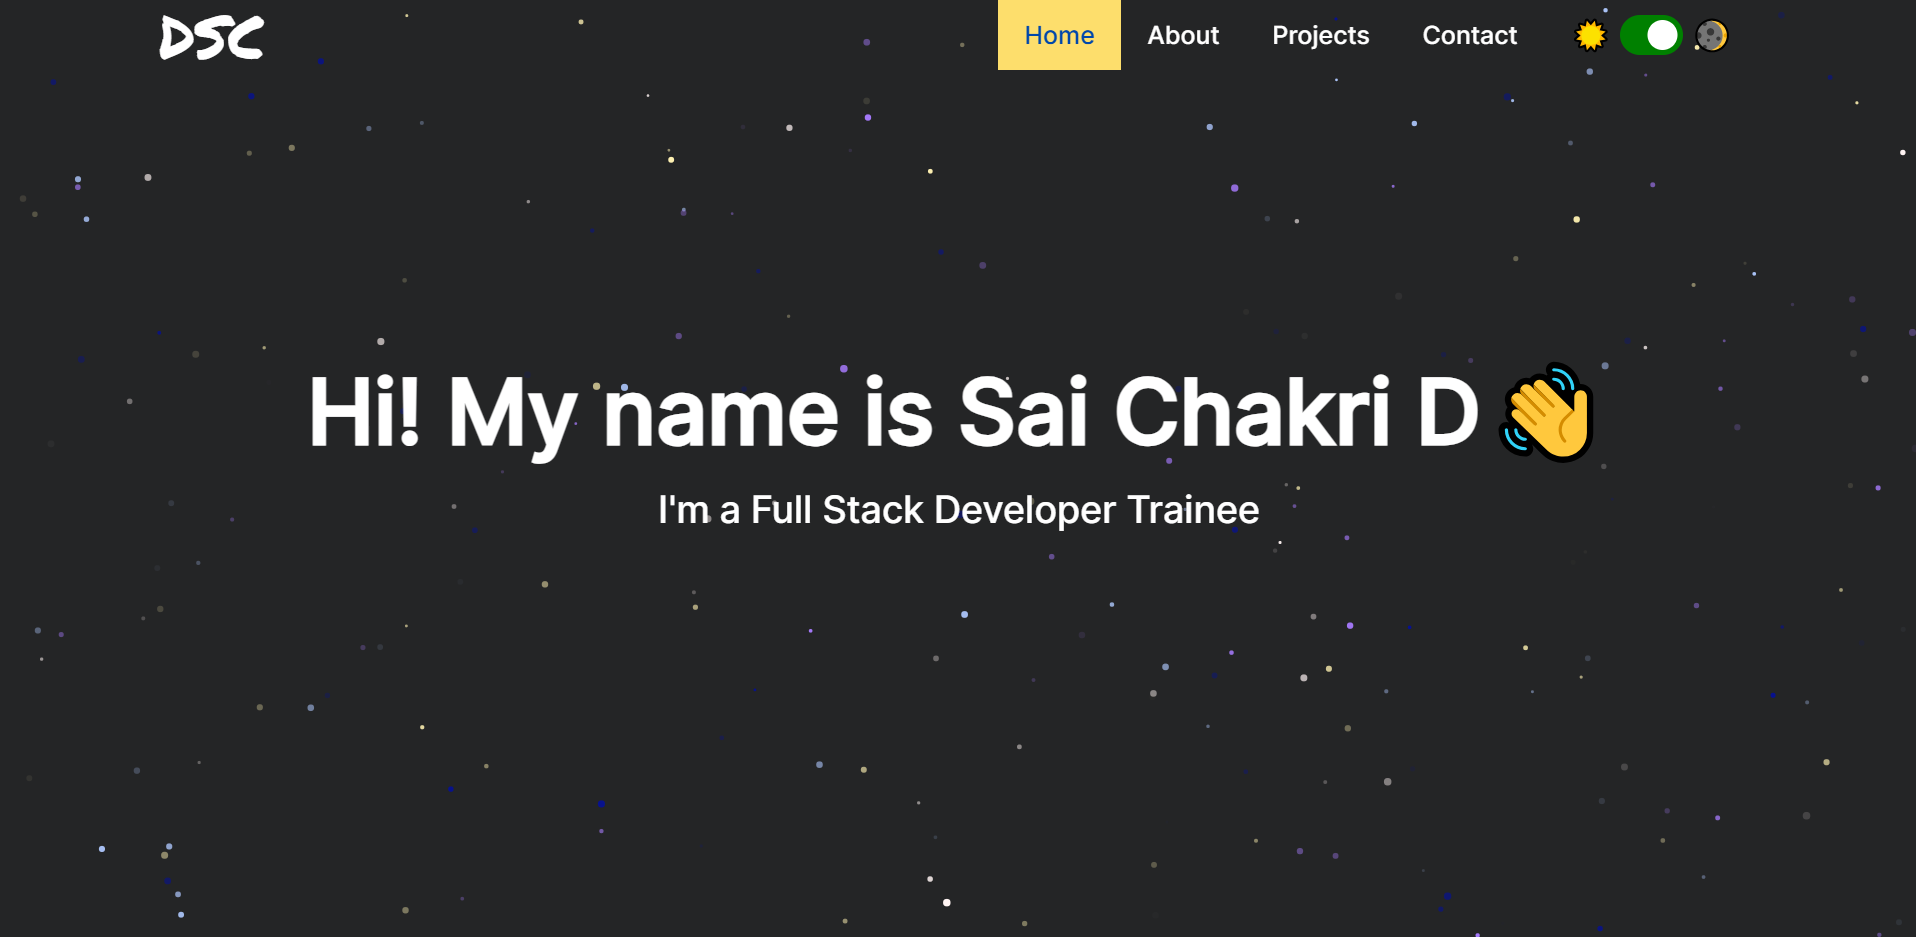 DSC
Home About Projects Contact
Hi! My name is Sai Chakri D
I'm a Full Stack Developer Trainee